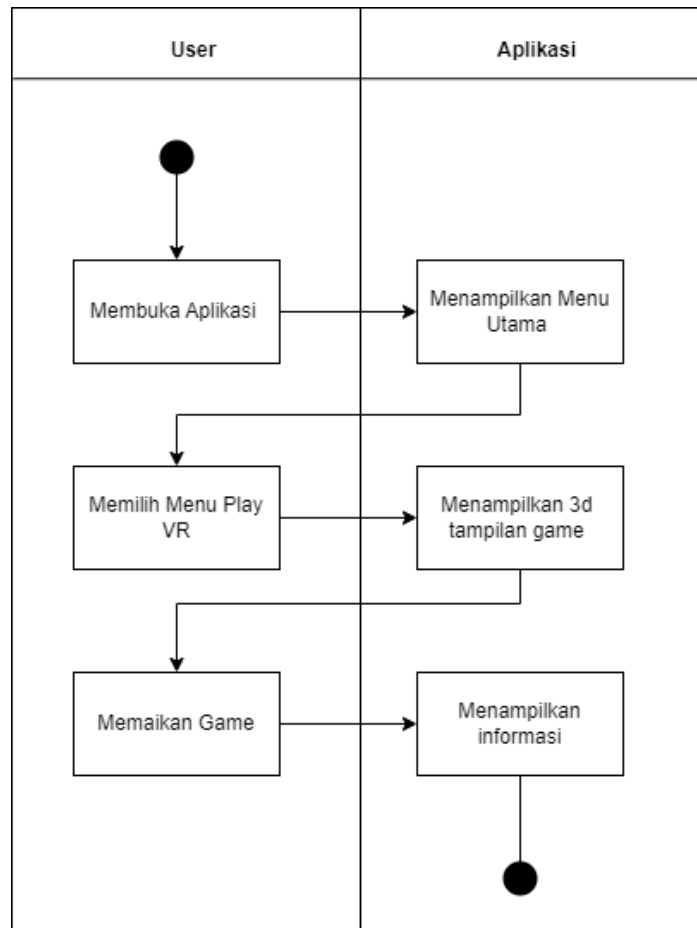 User
Aplikasi
Membuka Aplikasi
Menampilkan Menu
Utama
Memilih Menu Play
VR
Menampilkan 3d
tampilan game
Memaikan Game
Menampilkan
informasi